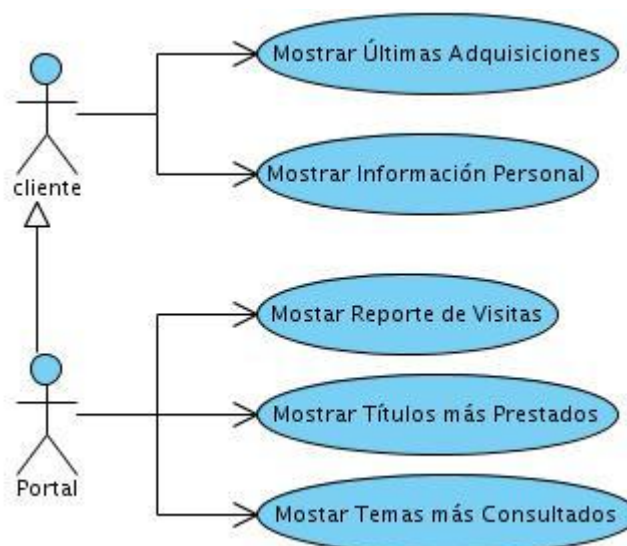 Mostrar Últimas Adquisiciones
Mostrar Información Personal
cliente
Mostar Reporte de Visitas
Mostrar Títulos más Prestados
Portal
Mostar Temas más Consultados